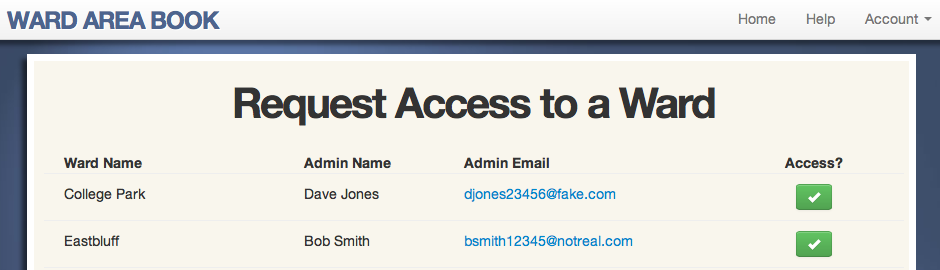 WARD AREA BOOK Home Help Account
Request Access to a Ward
Ward Name Admin Name Admin Email Access?
College Park Dave Jones djones23456@fake.com
Eastbluff Bob Smith bsmith12345@notreal.com